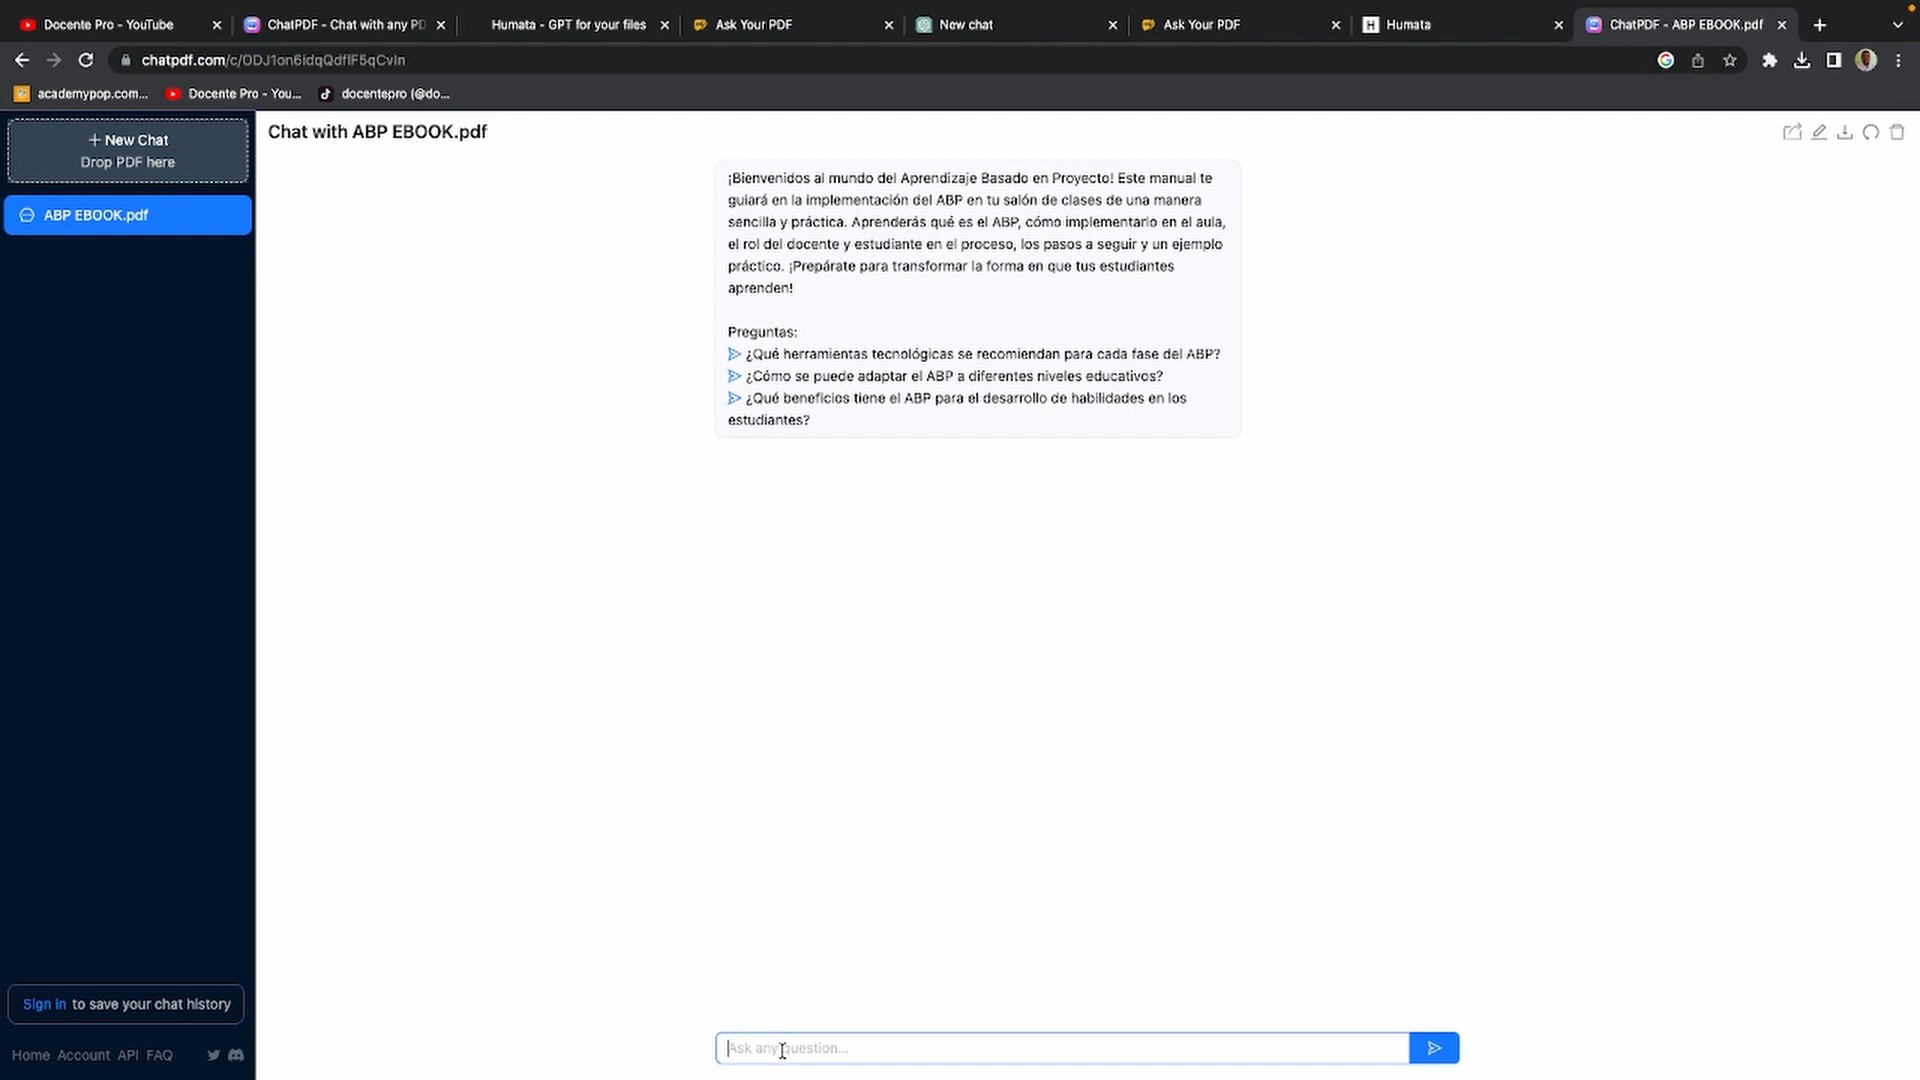 Docente Pro - YouTube
ChatPDF - Chat with any PD
Humata - GPT for your files
Ask Your PDF
New chat
Ask Your PDF
Humata
ChatPDF - ABP EBOOK.pdf
academypop.com...
Docente Pro - You...
docentepro (@do...
+ New Chat
Drop PDF here
ABP EBOOK.pdf
Chat with ABP EBOOK.pdf
¡Bienvenidos al mundo del Aprendizaje Basado en Proyecto! Este manual te
guiará en la implementación del ABP en tu salón de clases de una manera
sencilla y práctica. Aprenderás qué es el ABP, cómo implementarlo en el aula,
el rol del docente y estudiante en el proceso, los pasos a seguir y un ejemplo
práctico. ¡Prepárate para transformar la forma en que tus estudiantes
aprenden!
Preguntas:
¿Qué herramientas tecnológicas se recomiendan para cada fase del ABP?
¿Cómo se puede adaptar el ABP a diferentes niveles educativos?
¿Qué beneficios tiene el ABP para el desarrollo de habilidades en los
estudiantes?
Sign in to save your chat history
Home Account API FAQ
Ask any question...